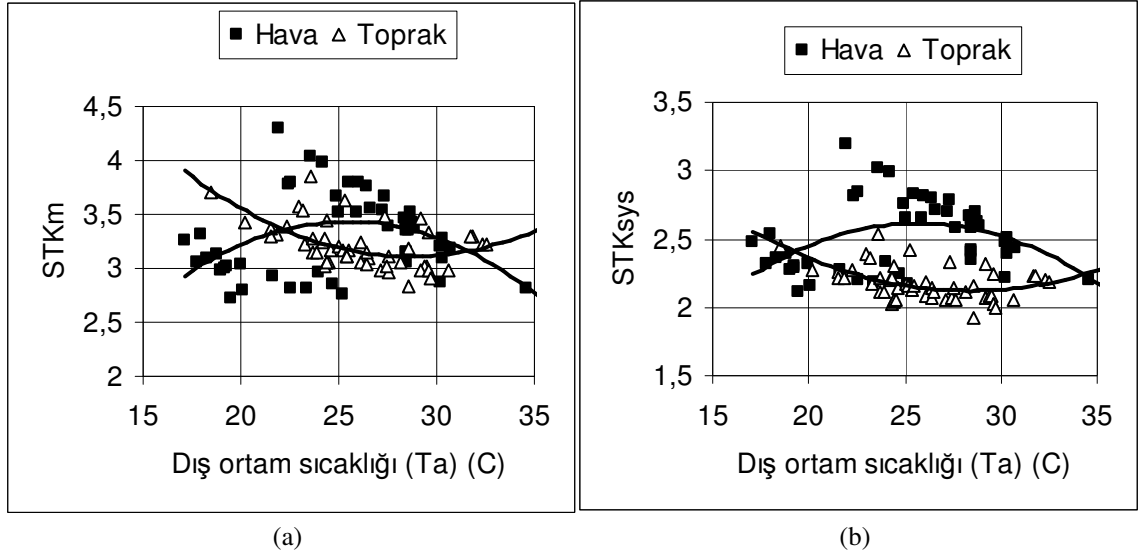 ■ Hava △ Toprak
STKm
4,5
4
3,5
3
2,5
2
15 20 25 30 35
Dış ortam sıcaklığı (Ta) (C)
(a)
■ Hava △ Toprak
STKsys
3,5
3
2,5
2
1,5
15 20 25 30 35
Dış ortam sıcaklığı (Ta) (C)
(b)